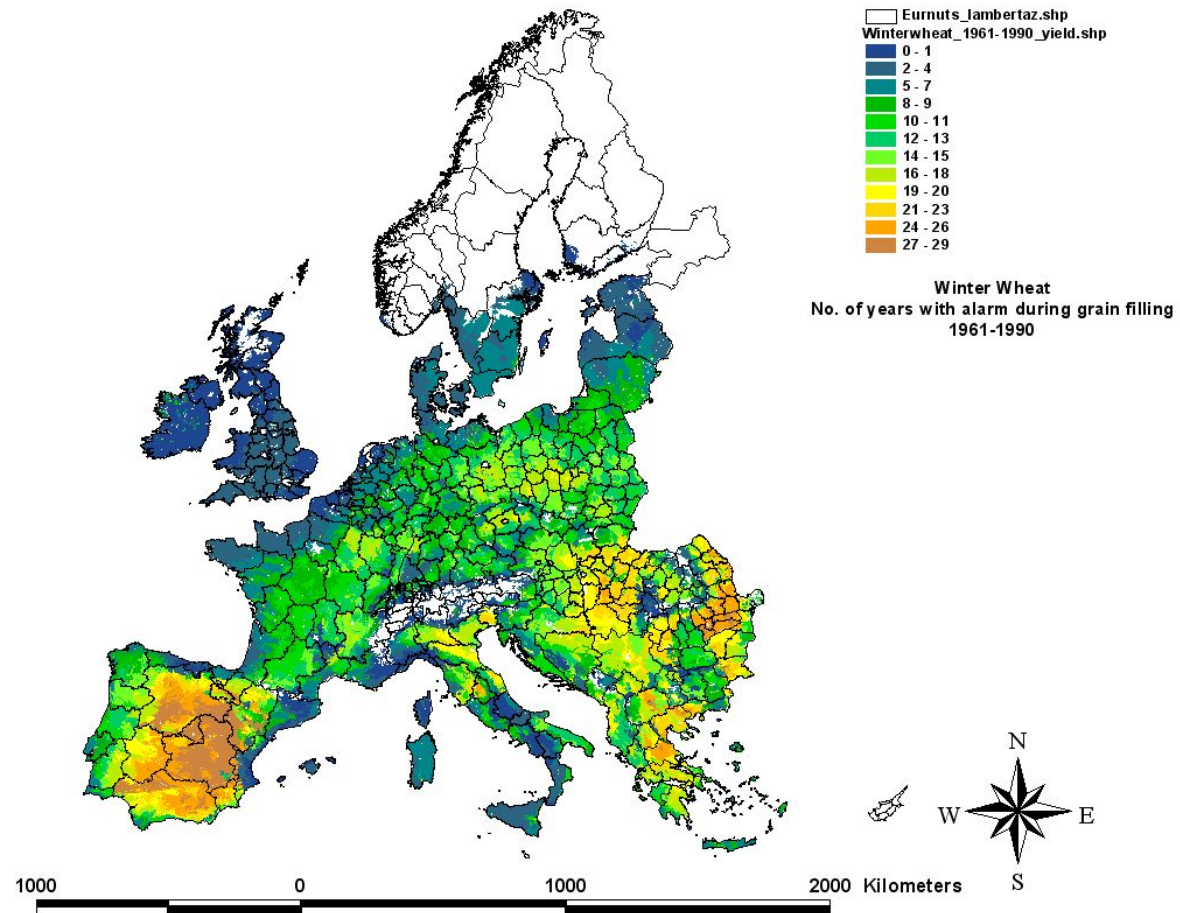 Eurnuts_lambertaz.shp
Winterwheat_1961-1990_yield.shp
0 - 1
2 - 4
5 - 7
8 - 9
10 - 11
12 - 13
14 - 15
16 - 18
19 - 20
21 - 23
24 - 26
27 - 29
Winter Wheat
No. of years with alarm during grain filling
1961-1990
N
W E
S
1000 0 1000 2000 Kilometers